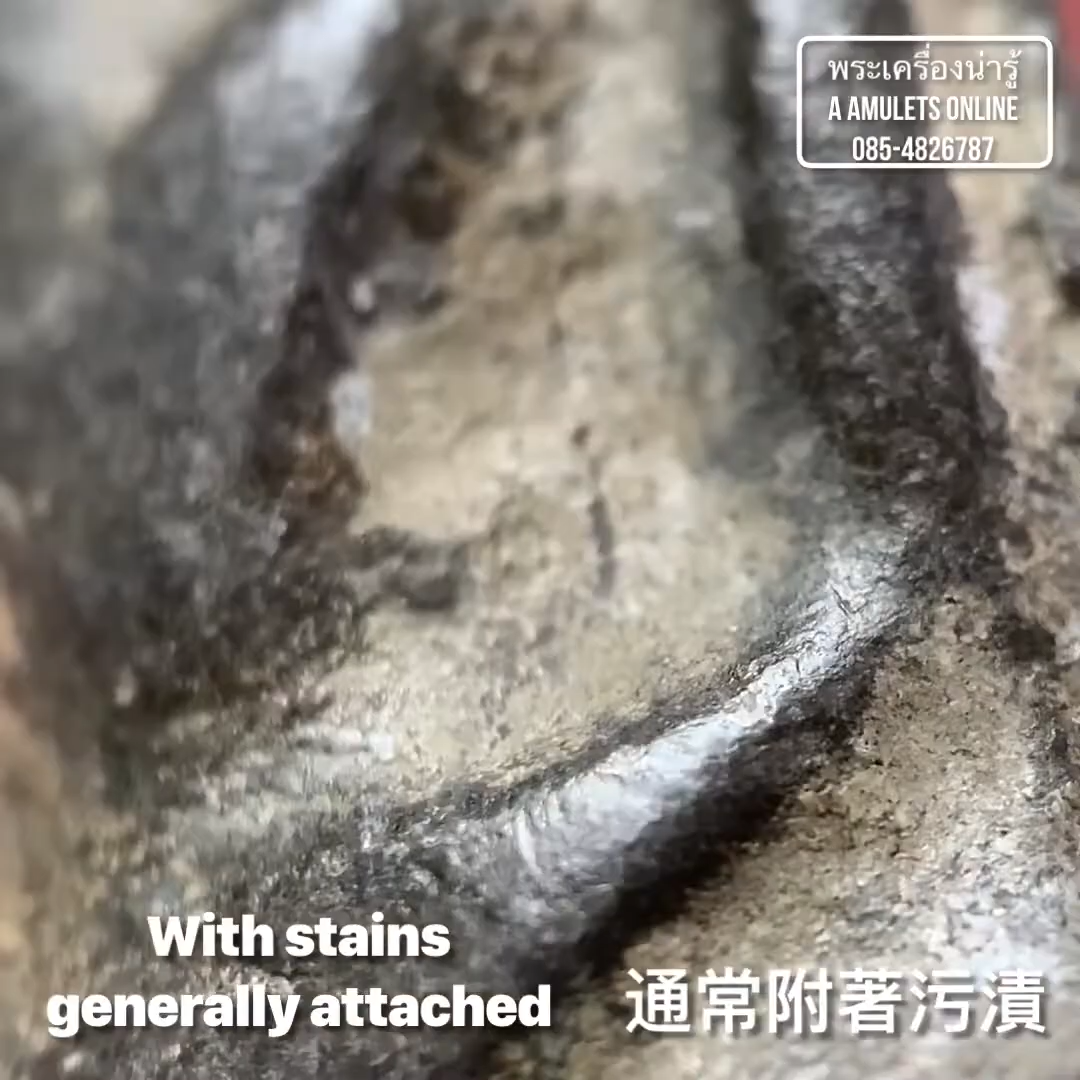 พระเครื่องน่ารู้
A AMULETS ONLINE
085-4826787
With stains
generally attached
通常附著污漬